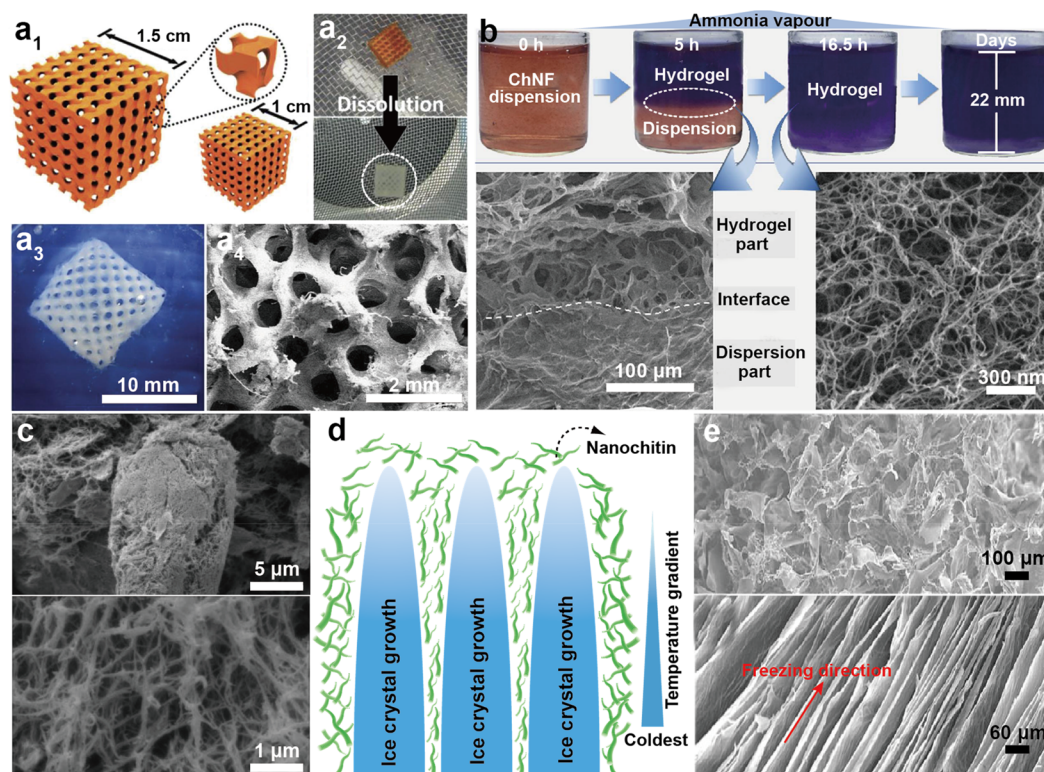 a1
1.5 cm
1 cm
a2
Dissolution
a3
10 mm
a4
2 mm
b
Ammonia vapour
0 h
ChNF
dispension
5 h
Hydrogel
Dispension
16.5 h
Hydrogel
Days
22 mm
Hydrogel
part
Interface
Dispersion
part
100 µm
300 nm
c
5 µm
1 µm
d
Nanochitin
Ice crystal growth
Ice crystal growth
Ice crystal growth
Temperature gradient
Coldest
e
100 µm
Freezing direction
60 µm